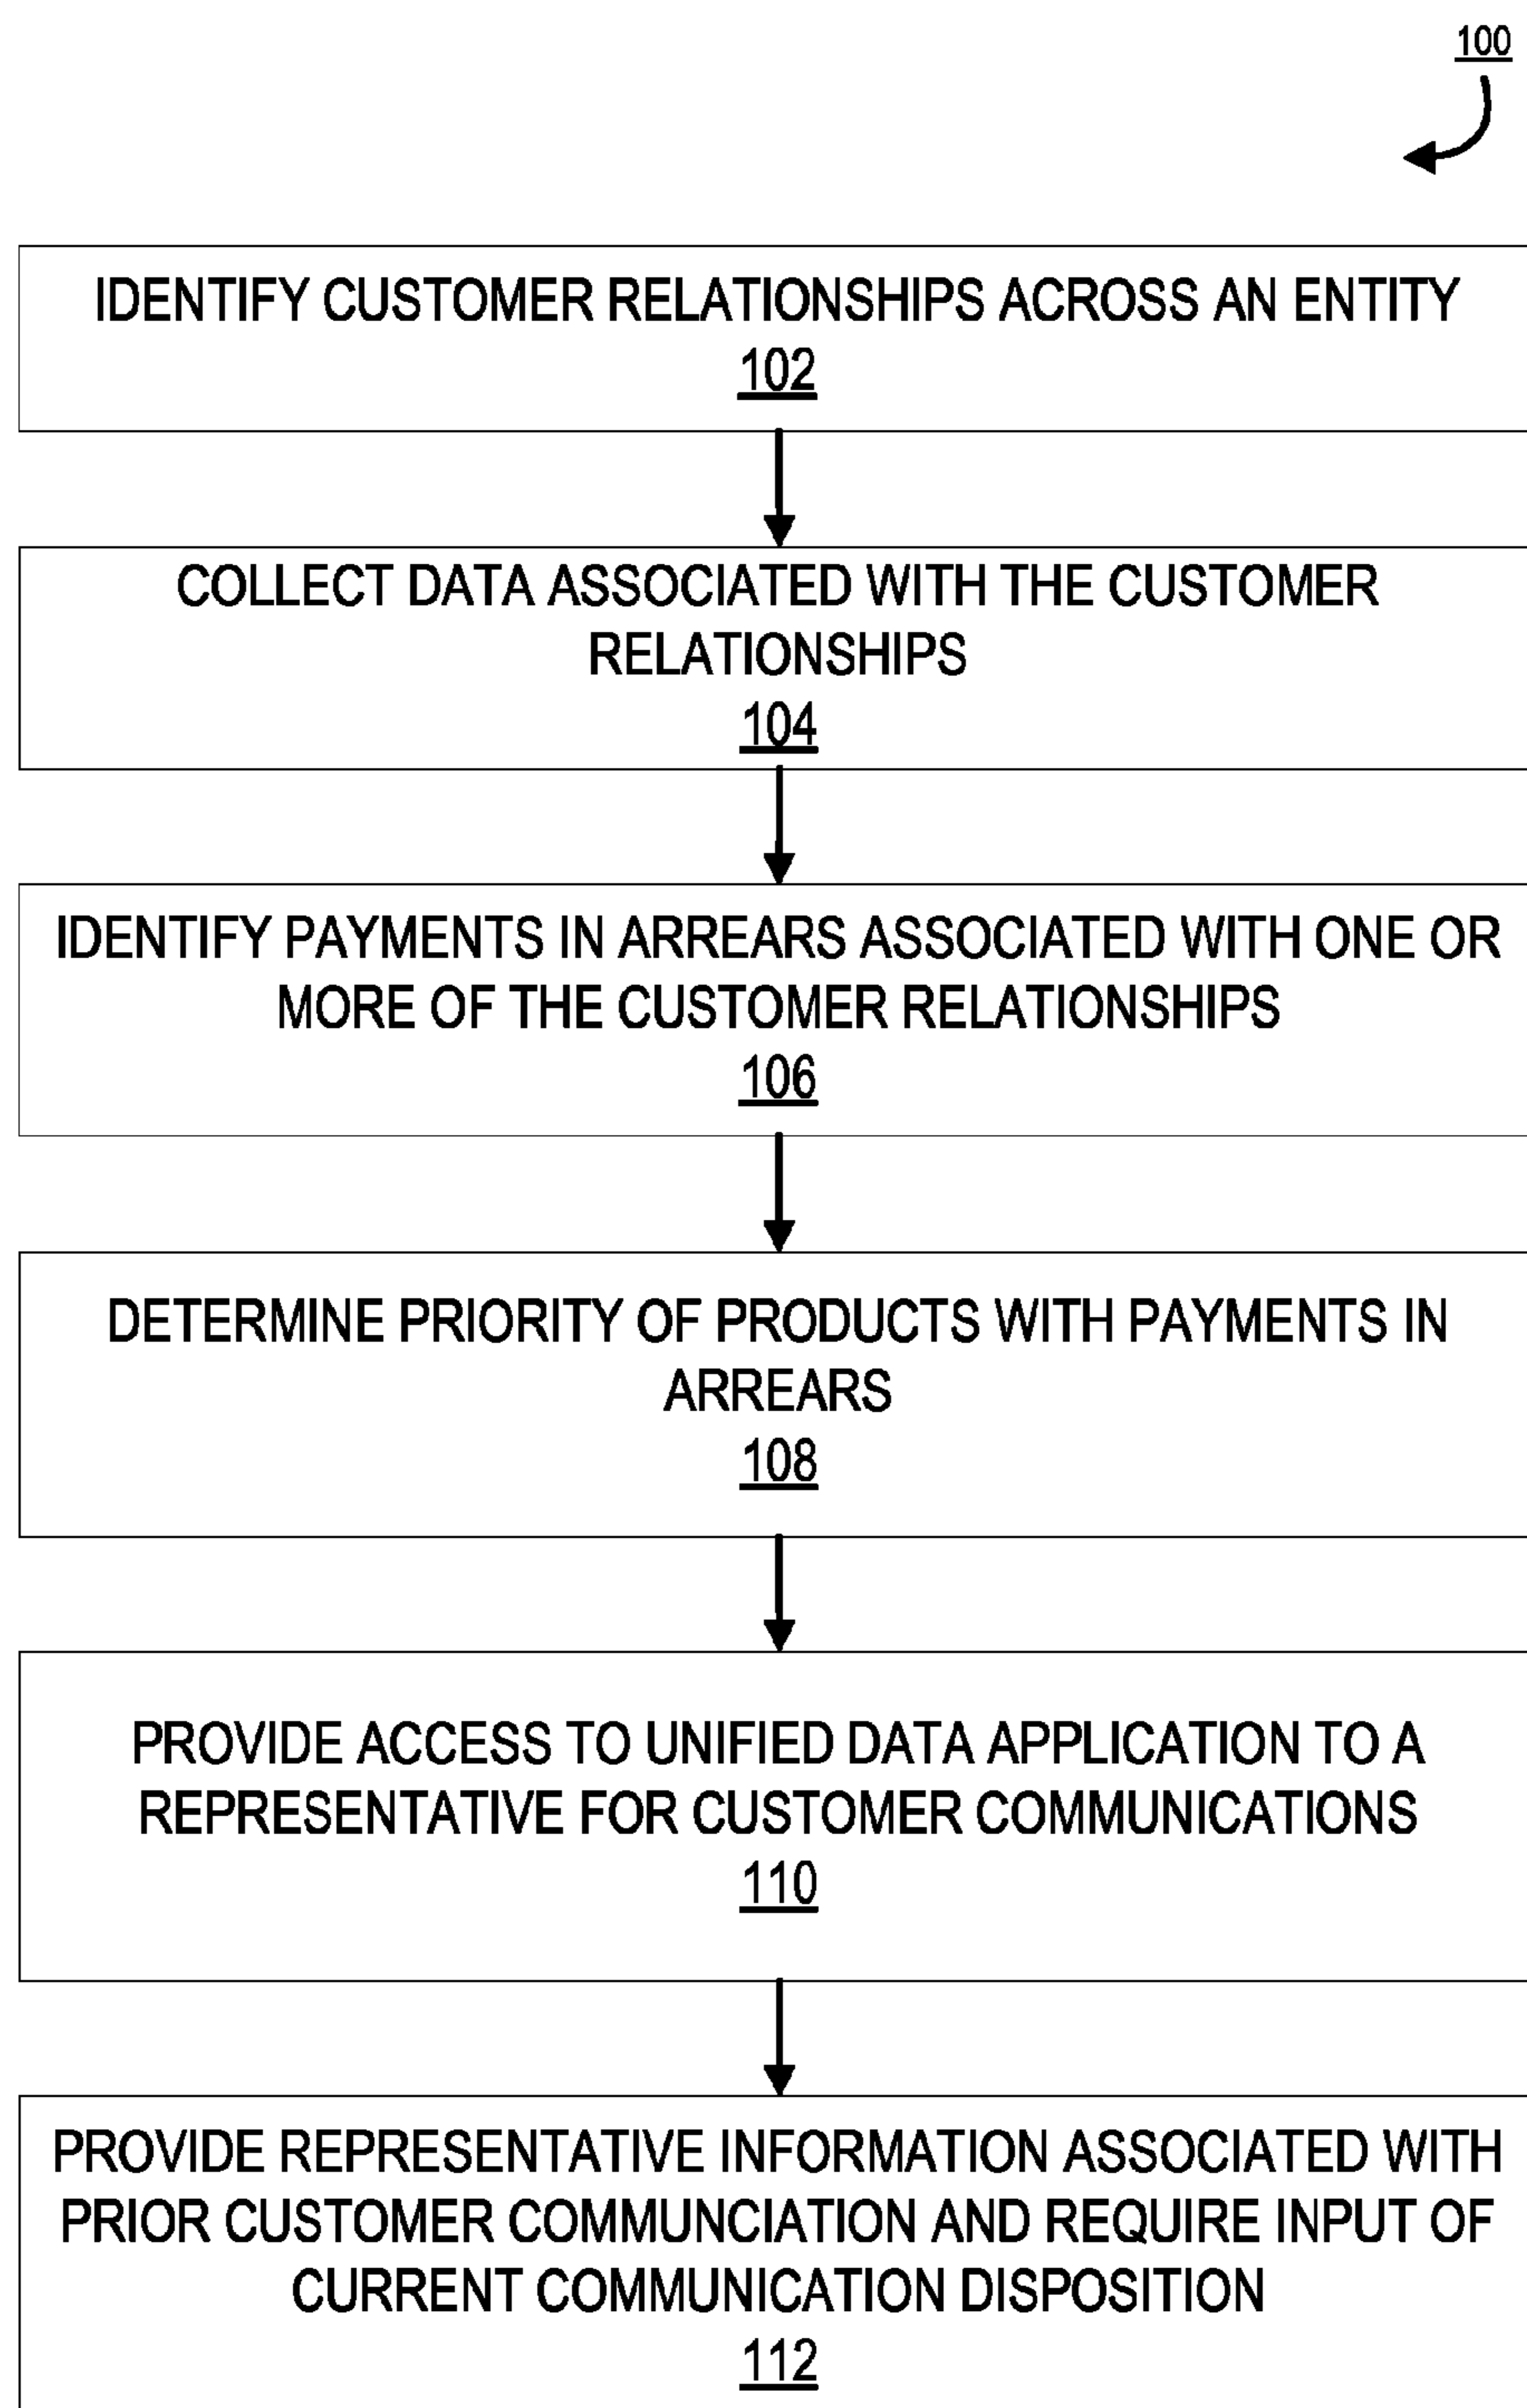 100
IDENTIFY CUSTOMER RELATIONSHIPS ACROSS AN ENTITY
102
COLLECT DATA ASSOCIATED WITH THE CUSTOMER
RELATIONSHIPS
104
IDENTIFY PAYMENTS IN ARREARS ASSOCIATED WITH ONE OR
MORE OF THE CUSTOMER RELATIONSHIPS
106
DETERMINE PRIORITY OF PRODUCTS WITH PAYMENTS IN
ARREARS
108
PROVIDE ACCESS TO UNIFIED DATA APPLICATION TO A
REPRESENTATIVE FOR CUSTOMER COMMUNICATIONS
110
PROVIDE REPRESENTATIVE INFORMATION ASSOCIATED WITH
PRIOR CUSTOMER COMMUNCIATION AND REQUIRE INPUT OF
CURRENT COMMUNICATION DISPOSITION
112